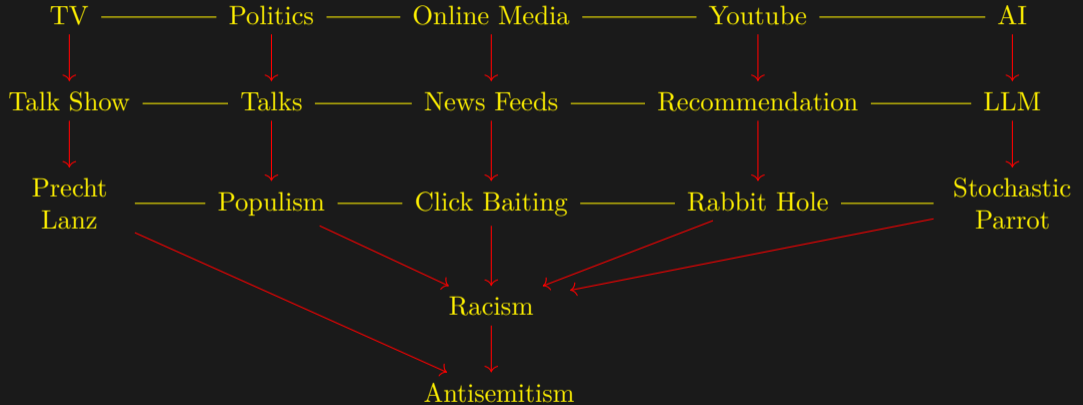 TV Politics Online Media Youtube AI
Talk Show Talks News Feeds Recommendation LLM
Precht
Lanz
Populism Click Baiting Rabbit Hole
Stochastic
Parrot
Racism
Antisemitism